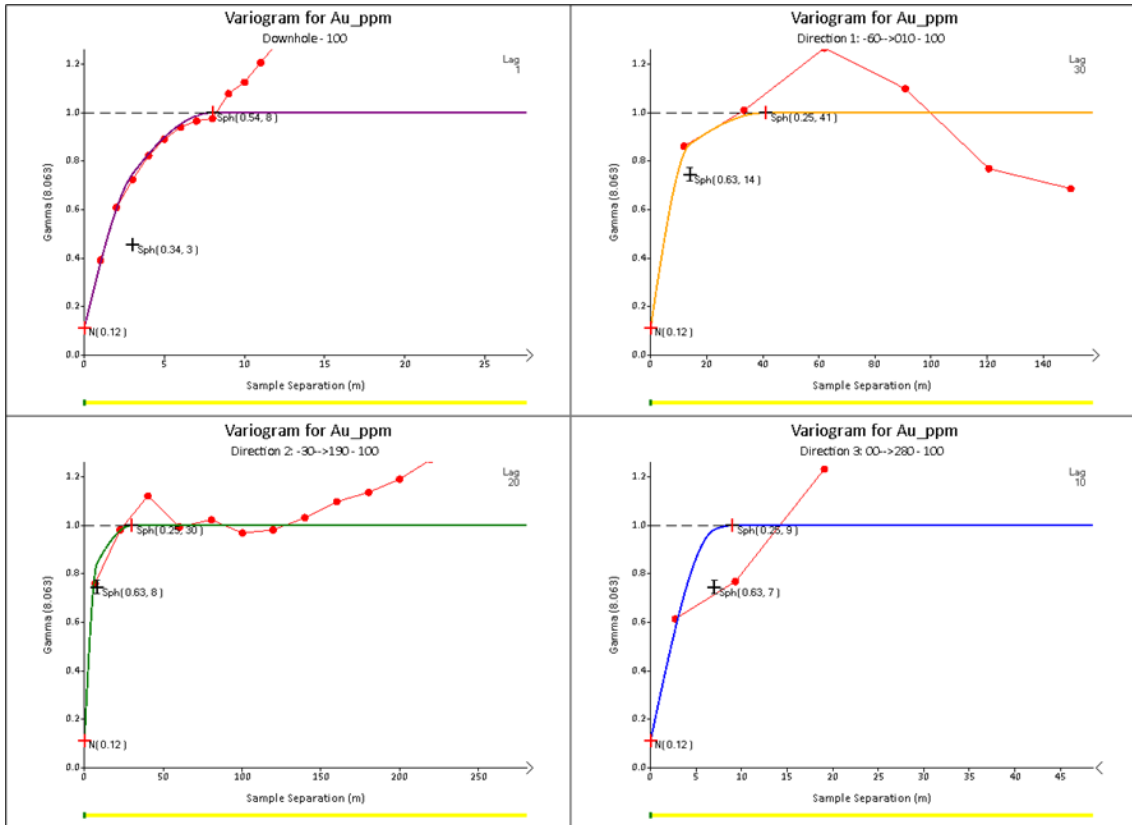 Variogram for Au_ppm
Downhole - 100
Lag
1
1.2
1.0
0.8
0.6
0.4
0.2
0.0
Gamma (8.063)
Sph( 0.54, 8 )
Sph( 0.34, 3 )
N( 0.12 )
0 5 10 15 20 25
Sample Separation (m)
Variogram for Au_ppm
Direction 1: -60-->010 - 100
Lag
30
1.2
1.0
0.8
0.6
0.4
0.2
0.0
Gamma (8.063)
Sph( 0.25, 41 )
Sph( 0.63, 14 )
N( 0.12 )
0 20 40 60 80 100 120 140
Sample Separation (m)
Variogram for Au_ppm
Direction 2: -30-->190 - 100
Lag
20
1.2
1.0
0.8
0.6
0.4
0.2
0.0
Gamma (8.063)
Sph( 0.25, 30 )
Sph( 0.63, 8 )
N( 0.12 )
0 50 100 150 200 250
Sample Separation (m)
Variogram for Au_ppm
Direction 3: 00-->280 - 100
Lag
10
1.2
1.0
0.8
0.6
0.4
0.2
0.0
Gamma (8.063)
Sph( 0.25, 9 )
Sph( 0.63, 7 )
N( 0.12 )
0 5 10 15 20 25 30 35 40 45
Sample Separation (m)